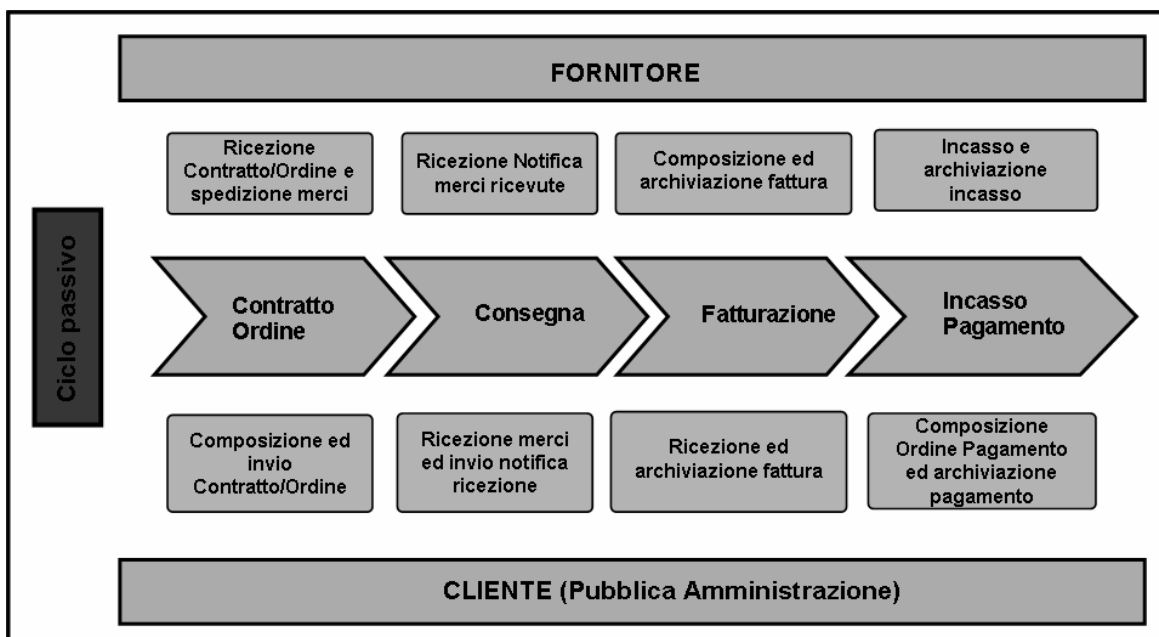 FORNITORE
Ricezione
Contratto/Ordine e
spedizione merci
Ricezione Notifica
merci ricevute
Composizione ed
archiviazione fattura
Incasso e
archiviazione
incasso
Ciclo passivo
Contratto
Ordine
Consegna
Fatturazione
Incasso
Pagamento
Composizione ed
invio
Contratto/Ordine
Ricezione merci
ed invio notifica
ricezione
Ricezione ed
archiviazione fattura
Composizione
Ordine Pagamento
ed archiviazione
pagamento
CLIENTE (Pubblica Amministrazione)